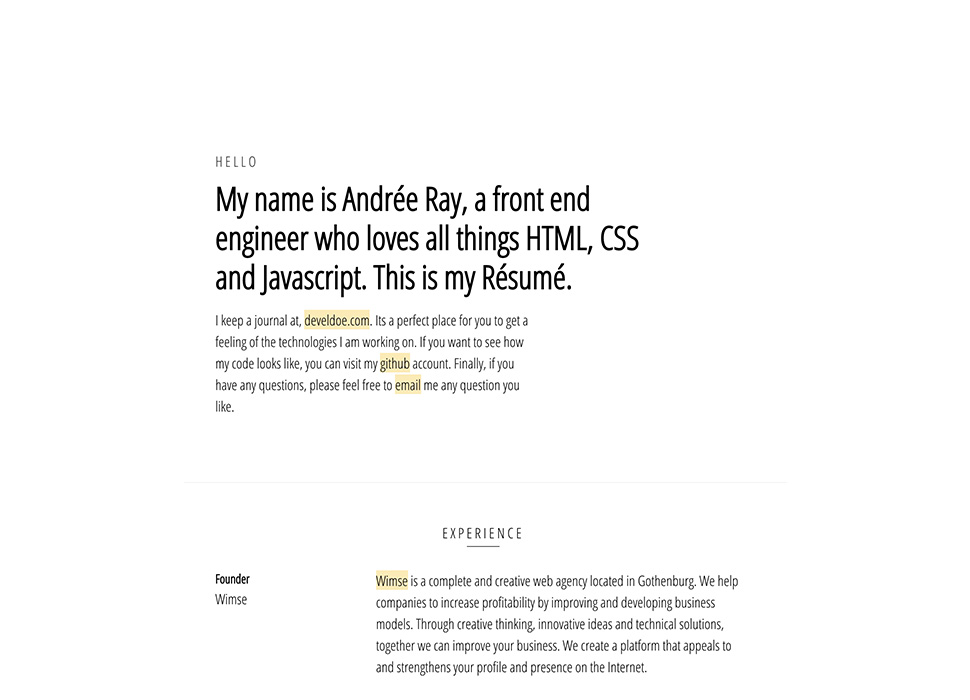 HELLO
My name is Andrée Ray, a front end
engineer who loves all things HTML, CSS
and Javascript. This is my Résumé.
I keep a journal at, develdoe.com. Its a perfect place for you to get a
feeling of the technologies I am working on. If you want to see how
my code looks like, you can visit my github account. Finally, if you
have any questions, please feel free to email me any question you
like.
EXPERIENCE
Founder
Wimse
Wimse is a complete and creative web agency located in Gothenburg. We help
companies to increase profitability by improving and developing business
models. Through creative thinking, innovative ideas and technical solutions,
together we can improve your business. We create a platform that appeals to
and strengthens your profile and presence on the Internet.